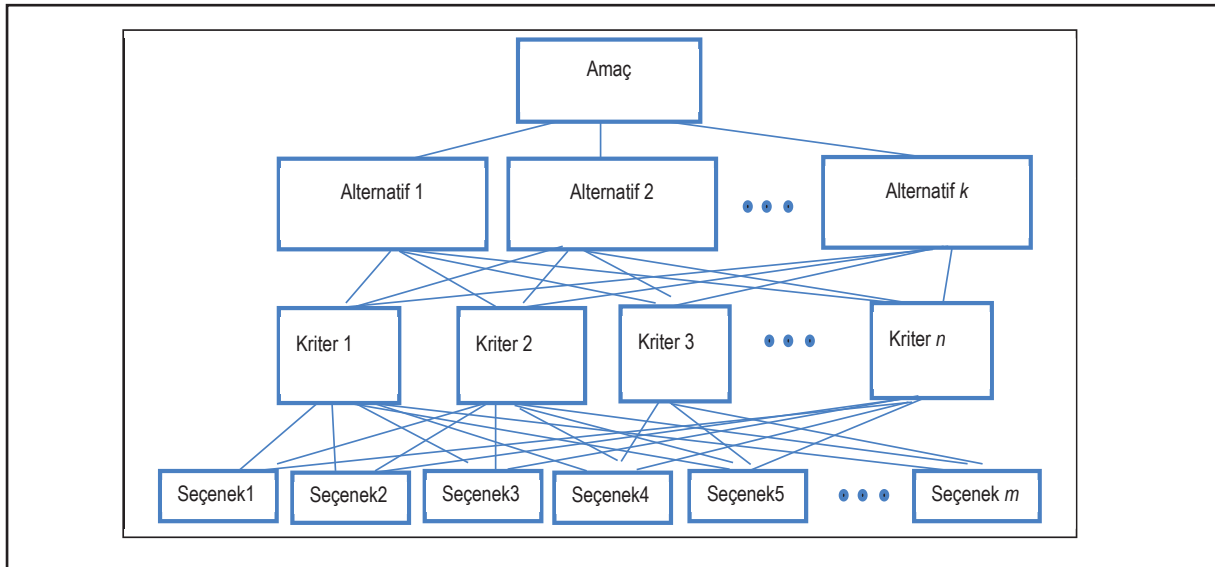 Amaç
Alternatif 1
Alternatif 2
Alternatif k
Kriter 1
Kriter 2
Kriter 3
Kriter n
Seçenek1
Seçenek2
Seçenek3
Seçenek4
Seçenek5
Seçenek m